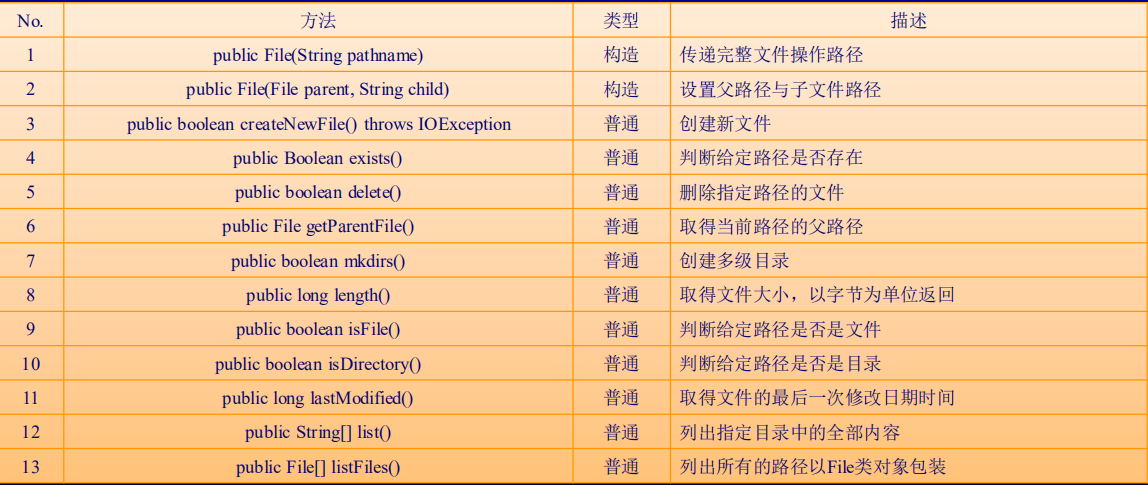 No. 方法 类型 描述
1 public File(String pathname) 构造 传递完整文件操作路径
2 public File(File parent, String child) 构造 设置父路径与子文件路径
3 public boolean createNewFile() throws IOException 普通 创建新文件
4 public Boolean exists() 普通 判断给定路径是否存在
5 public boolean delete() 普通 删除指定路径的文件
6 public File getParentFile() 普通 取得当前路径的父路径
7 public boolean mkdirs() 普通 创建多级目录
8 public long length() 普通 取得文件大小，以字节为单位返回
9 public boolean isFile() 普通 判断给定路径是否是文件
10 public boolean isDirectory() 普通 判断给定路径是否是目录
11 public long lastModified() 普通 取得文件的最后一次修改日期时间
12 public String[] list() 普通 列出指定目录中的全部内容
13 public File[] listFiles() 普通 列出所有的路径以File类对象包装